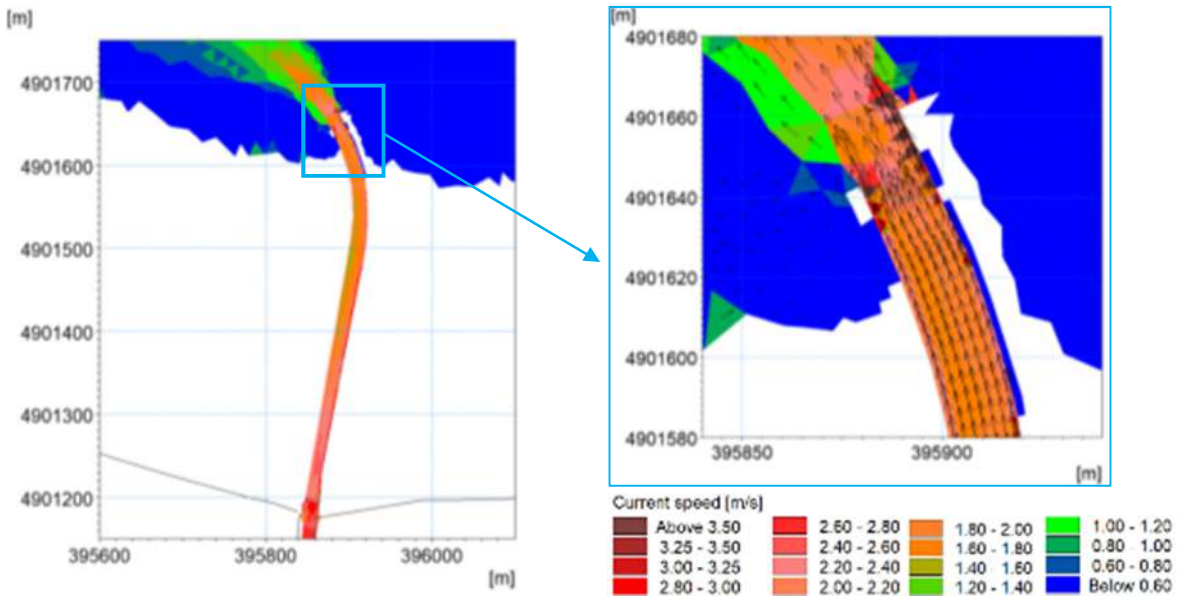 [m]
4901700
4901600
4901500
4901400
4901300
4901200
395600
395800
396000
[m]
[m]
4901680
4901660
4901640
4901620
4901600
4901580
395850
395900
[m]
Current speed [m/s]
Above 3.50 2.60 - 2.80 1.80 - 2.00 1.00 - 1.20
3.25 - 3.50 2.40 - 2.60 1.60 - 1.80 0.80 - 1.00
3.00 - 3.25 2.20 - 2.40 1.40 - 1.60 0.60 - 0.80
2.80 - 3.00 2.00 - 2.20 1.20 - 1.40 Below 0.60